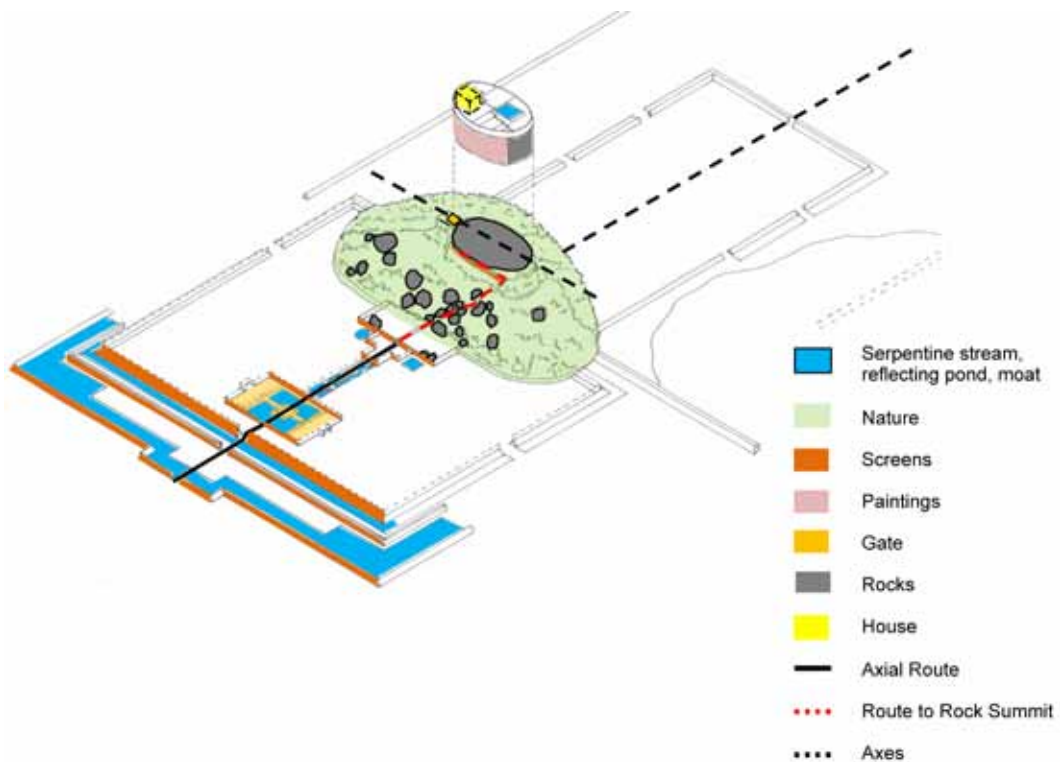 Serpentine stream,
reflecting pond, moat
Nature
Screens
Paintings
Gate
Rocks
House
Axial Route
Route to Rock Summit
Axes